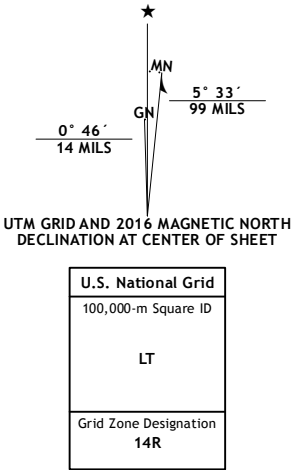 MN
GN
5° 33´
99 MILS
0° 46´
14 MILS
UTM GRID AND 2016 MAGNETIC NORTH
DECLINATION AT CENTER OF SHEET
U.S. National Grid
100,000-m Square ID
LT
Grid Zone Designation
14R